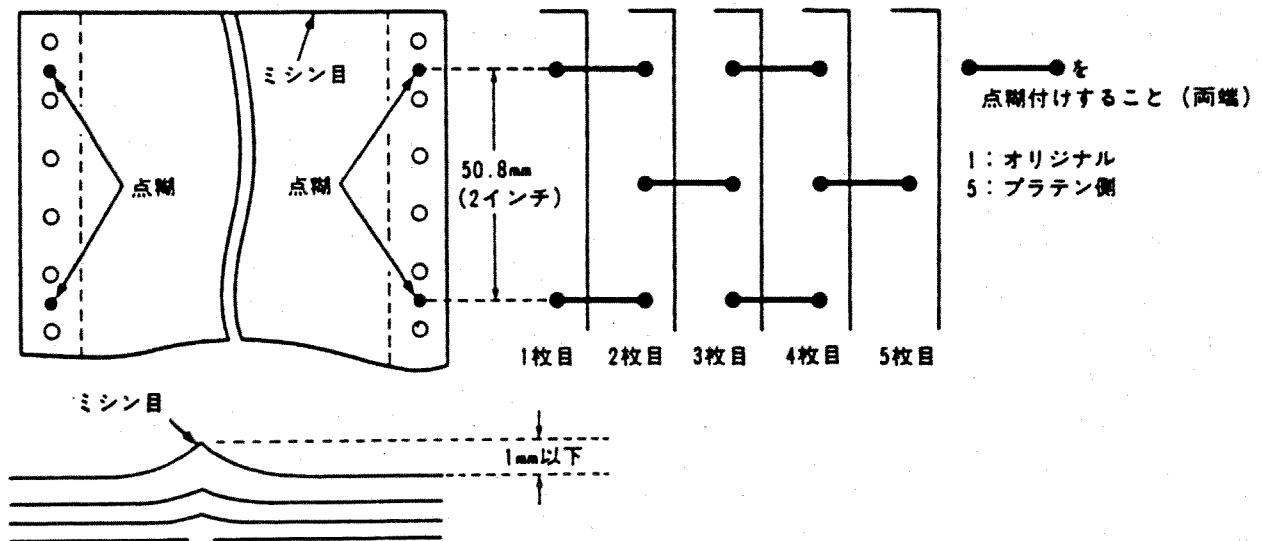 ミシン目
点糊
点糊
50.8mm
(2インチ)
1枚目
2枚目
3枚目
4枚目
5枚目
を
点糊付けすること（両端）
1：オリジナル
5：プラテン側
ミシン目
1mm以下